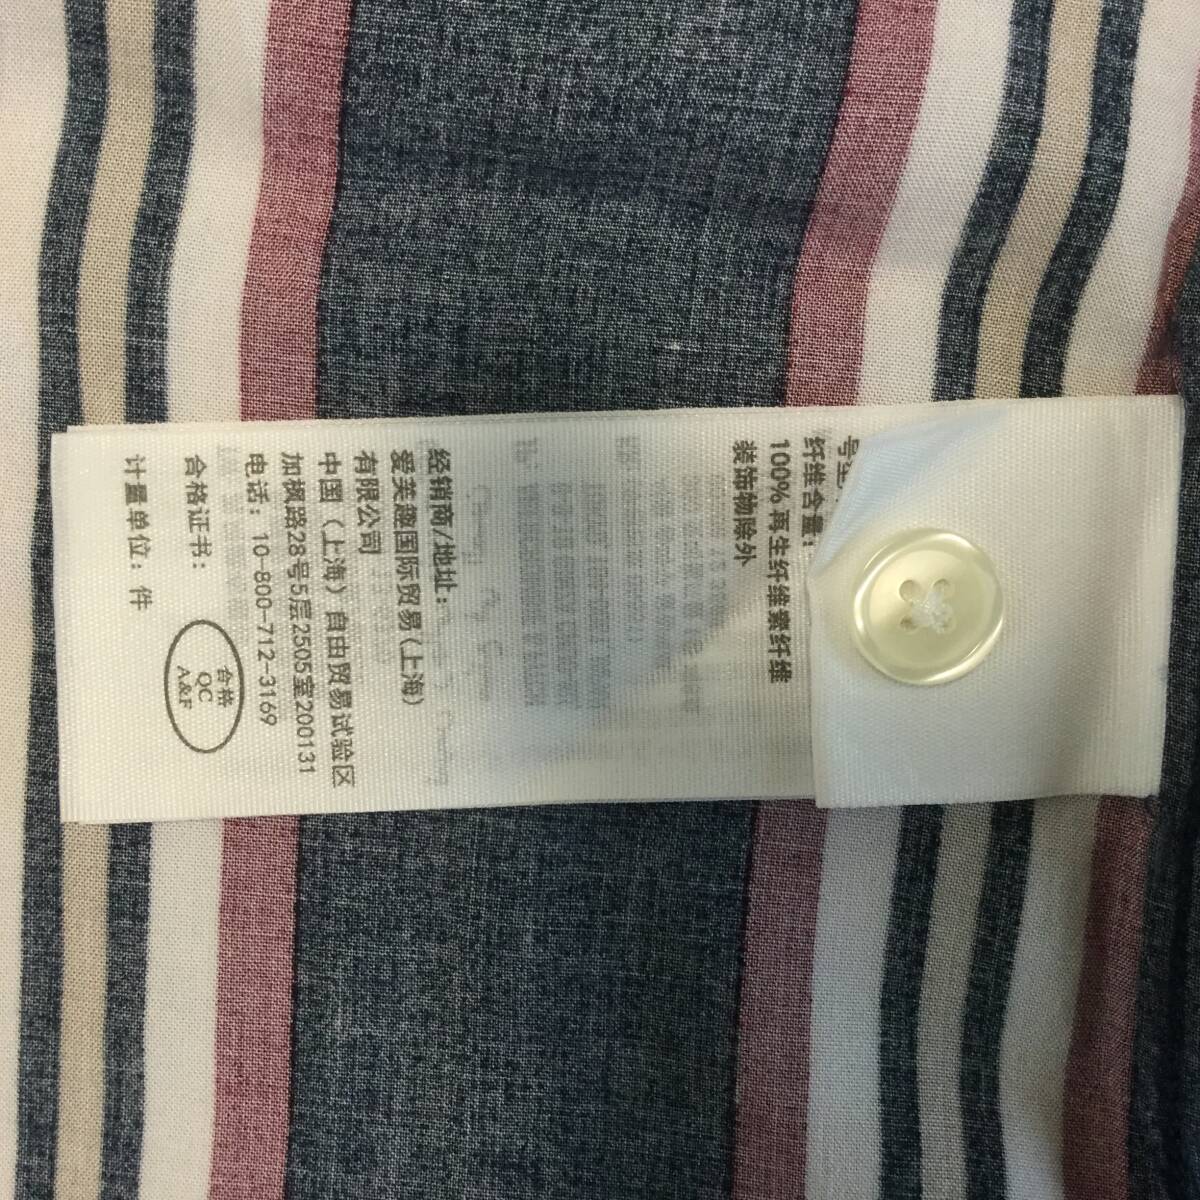 纤维含量:
100% 再生纤维素纤维
装饰物除外
经销商/地址:
爱芙趣国际贸易(上海)
有限公司
中国(上海)自由贸易试验区
加枫路28号5层2505室200131
电话: 10-800-712-3169
合格证书:
合格
QC
A&F
计量单位: 件